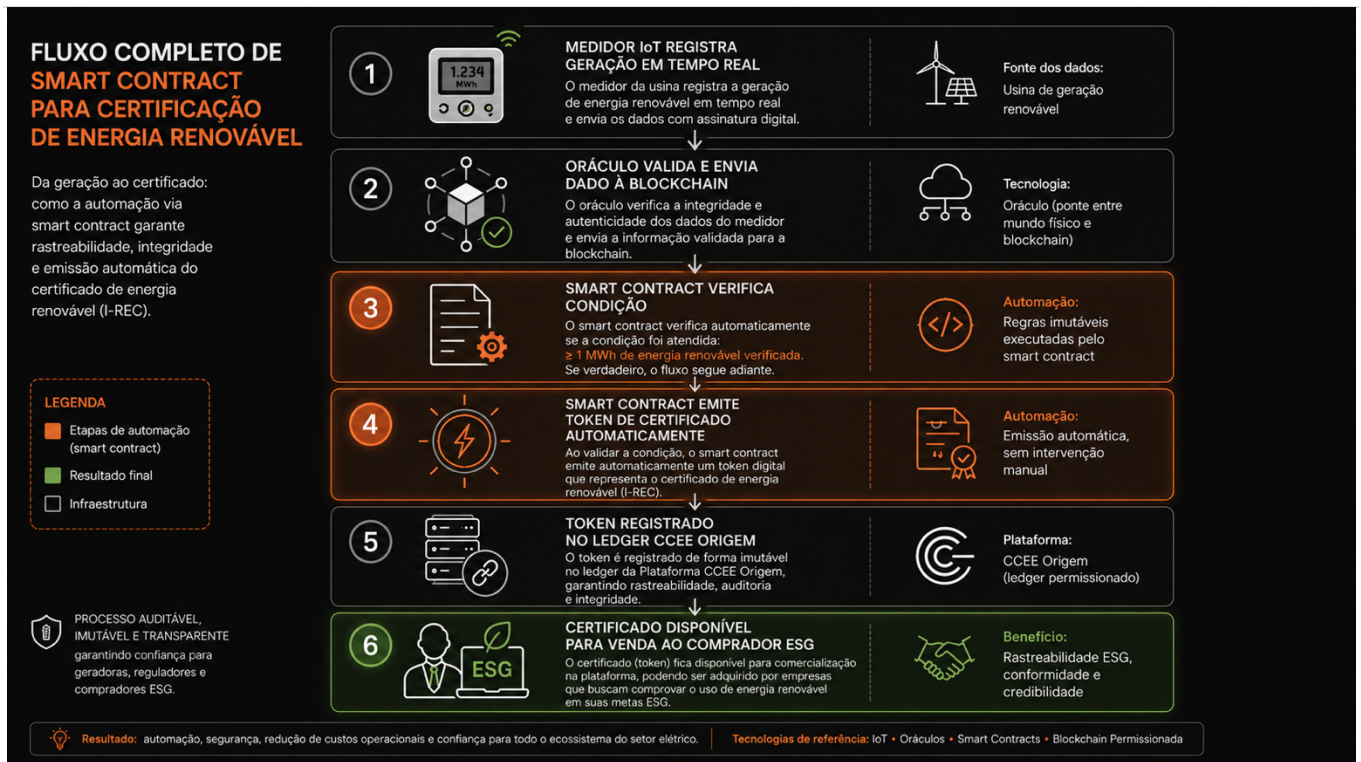 FLUXO COMPLETO DE
SMART CONTRACT
PARA CERTIFICAÇÃO
DE ENERGIA RENOVÁVEL
Da geração ao certificado:
como a automação via
smart contract garante
rastreabilidade, integridade
e emissão automática do
certificado de energia
renovável (I-REC).
LEGENDA
Etapas de automação
(smart contract)
Resultado final
Infraestrutura
PROCESSO AUDITÁVEL,
IMUTÁVEL E TRANSPARENTE
garantindo confiança para
geradoras, reguladores e
compradores ESG.
1
1.234
MWh
MEDIDOR IoT REGISTRA
GERAÇÃO EM TEMPO REAL
O medidor da usina registra a geração
de energia renovável em tempo real
e envia os dados com assinatura digital.
Fonte dos dados:
Usina de geração
renovável
2
ORÁCULO VALIDA E ENVIA
DADO À BLOCKCHAIN
O oráculo verifica a integridade e
autenticidade dos dados do medidor
e envia a informação validada para a
blockchain.
Tecnologia:
Oráculo (ponte entre
mundo físico e
blockchain)
3
SMART CONTRACT VERIFICA
CONDIÇÃO
O smart contract verifica automaticamente
se a condição foi atendida:
≥ 1 MWh de energia renovável verificada.
Se verdadeiro, o fluxo segue adiante.
</>
Automação:
Regras imutáveis
executadas pelo
smart contract
4
SMART CONTRACT EMITE
TOKEN DE CERTIFICADO
AUTOMATICAMENTE
Ao validar a condição, o smart contract
emite automaticamente um token digital
que representa o certificado de energia
renovável (I-REC).
Automação:
Emissão automática,
sem intervenção
manual
5
TOKEN REGISTRADO
NO LEDGER CCEE ORIGEM
O token é registrado de forma imutável
no ledger da Plataforma CCEE Origem,
garantindo rastreabilidade, auditoria
e integridade.
Plataforma:
CCEE Origem
(ledger permissionado)
6
ESG
CERTIFICADO DISPONÍVEL
PARA VENDA AO COMPRADOR ESG
O certificado (token) fica disponível para comercialização
na plataforma, podendo ser adquirido por empresas
que buscam comprovar o uso de energia renovável
em suas metas ESG.
Benefício:
Rastreabilidade ESG,
conformidade e
credibilidade
Resultado: automação, segurança, redução de custos operacionais e confiança para todo o ecossistema do setor elétrico.
Tecnologias de referência: IoT • Oráculos • Smart Contracts • Blockchain Permissionada